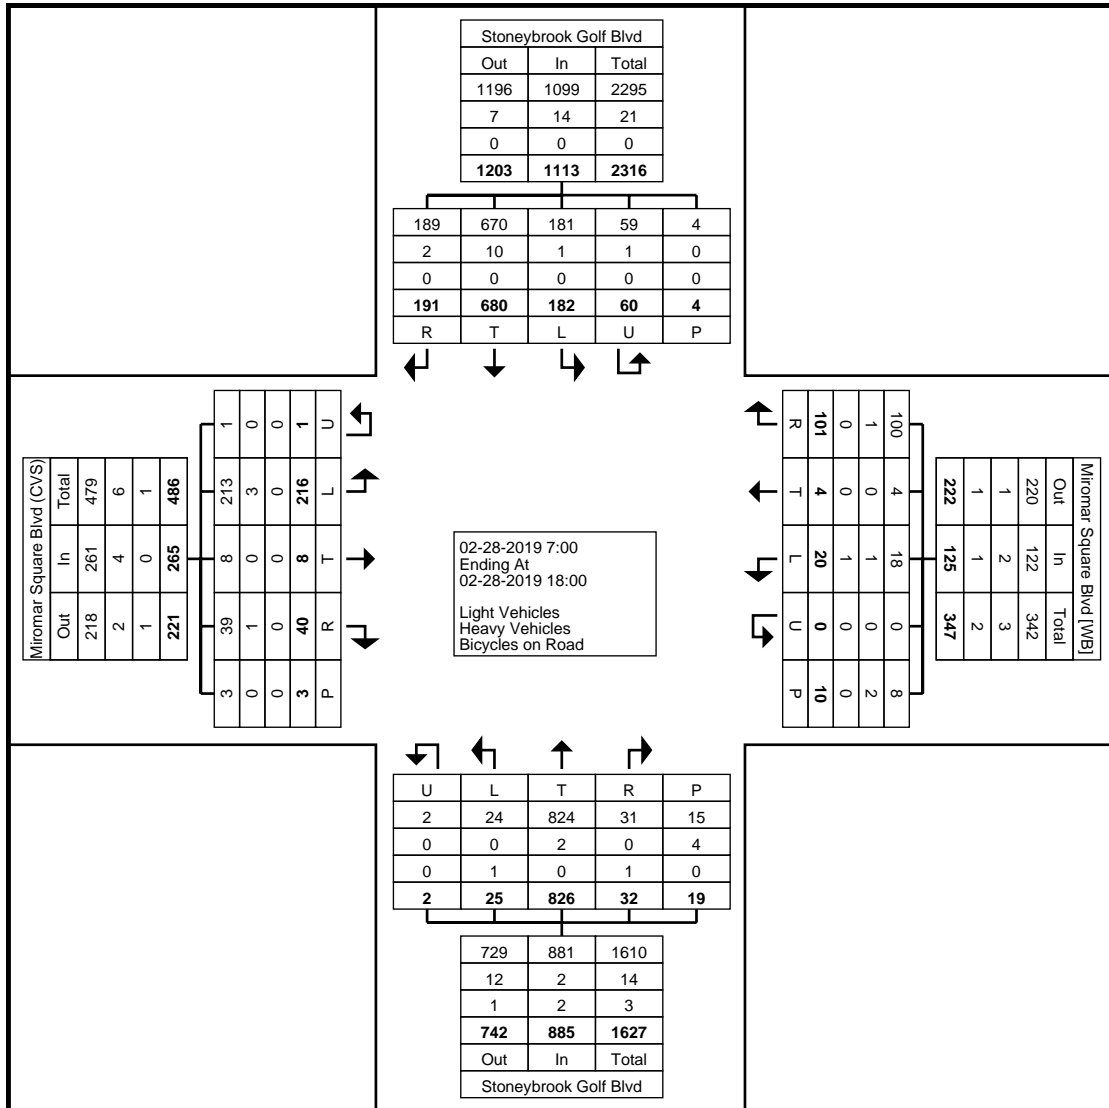 Stoneybrook Golf Blvd
Out In Total
1196 1099 2295
7 14 21
0 0 0
1203 1113 2316
189 670 181 59 4
2 10 1 1 0
0 0 0 0 0
191 680 182 60 4
R T L U P
Miromar Square Blvd (CVS)
Total In Out
479 261 218
6 4 2
1 0 1
486 265 221
1 213 8 39 3
0 3 0 1 0
0 0 0 0 0
1 216 8 40 3
U L T R P
02-28-2019 7:00
Ending At
02-28-2019 18:00
Light Vehicles
Heavy Vehicles
Bicycles on Road
R T L U P
101 4 20 0 10
0 0 1 0 0
1 0 1 0 2
100 4 18 0 8
222 125 347
1 1 2
1 2 3
220 122 342
Out In Total
Miromar Square Blvd [WB]
U L T R P
2 24 824 31 15
0 0 2 0 4
0 1 0 1 0
2 25 826 32 19
729 881 1610
12 2 14
1 2 3
742 885 1627
Out In Total
Stoneybrook Golf Blvd